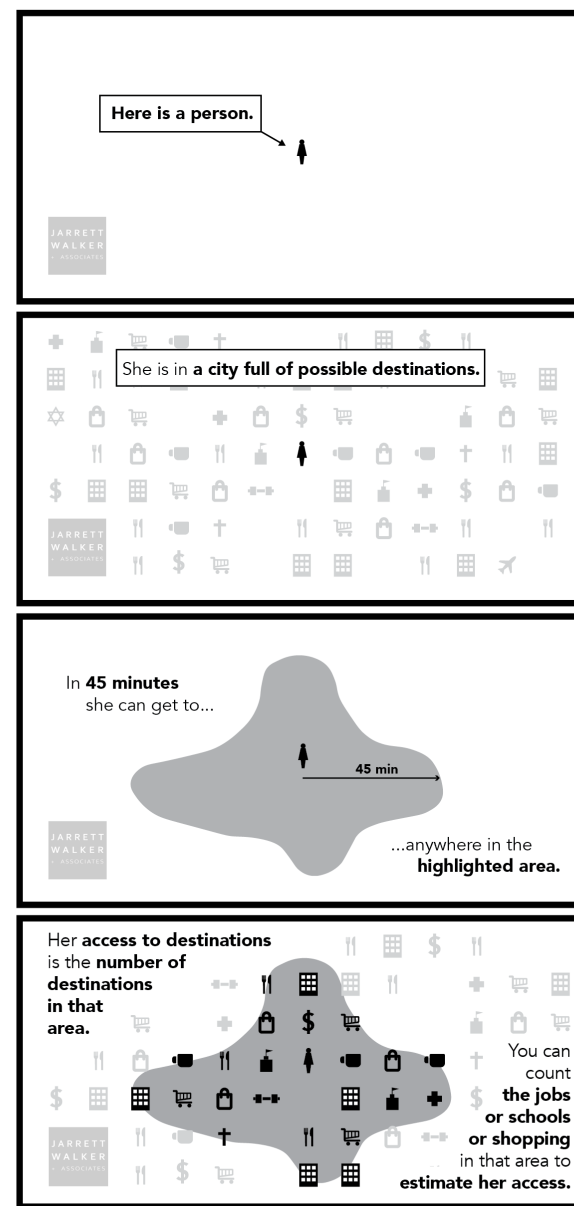 Here is a person.
JARRETT
WALKER
+ ASSOCIATES
She is in a city full of possible destinations.
JARRETT
WALKER
+ ASSOCIATES
In 45 minutes
she can get to...
45 min
JARRETT
WALKER
+ ASSOCIATES
...anywhere in the
highlighted area.
Her access to destinations
is the number of
destinations
in that
area.
You can
count
the jobs
or schools
or shopping
in that area to
estimate her access.
JARRETT
WALKER
+ ASSOCIATES